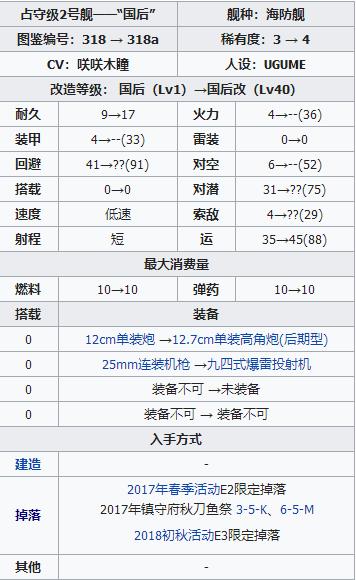 占守级2号舰——“国后” 舰种：海防舰
图鉴编号：318 → 318a 稀有度：3 → 4
CV：咲咲木瞳 人设：UGUME
改造等级： 国后（Lv1）→国后改（Lv40）
耐久 9→17 火力 4→--(36)
装甲 4→--(33) 雷装 0→0
回避 41→??(91) 对空 6→--(52)
搭载 0→0 对潜 31→??(75)
速度 低速 索敌 4→??(29)
射程 短 运 35→45(88)
最大消费量
燃料 10→10 弹药 10→10
搭载 装备
0 12cm单装炮 →12.7cm单装高角炮(后期型)
0 25mm连装机枪 →九四式爆雷投射机
0 装备不可 →未装备
0 装备不可 → 装备不可
入手方式
建造 -
掉落 2017年春季活动E2限定掉落
2017年镇守府秋刀鱼祭 3-5-K、6-5-M
2018初秋活动E3限定掉落
其他 -